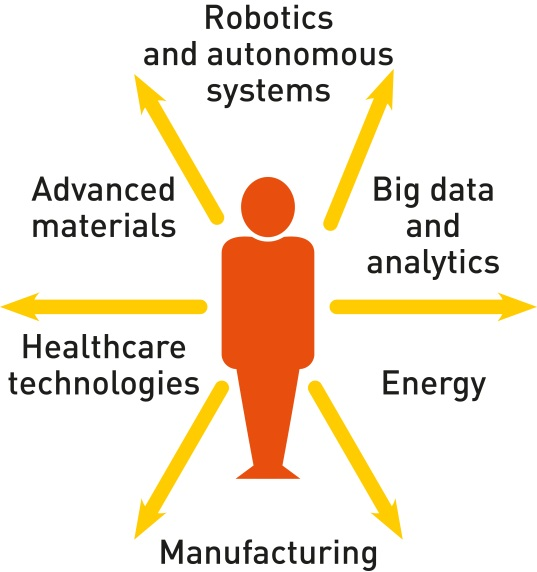 Robotics
and autonomous
systems
Advanced
materials
Big data
and
analytics
Healthcare
technologies
Energy
Manufacturing